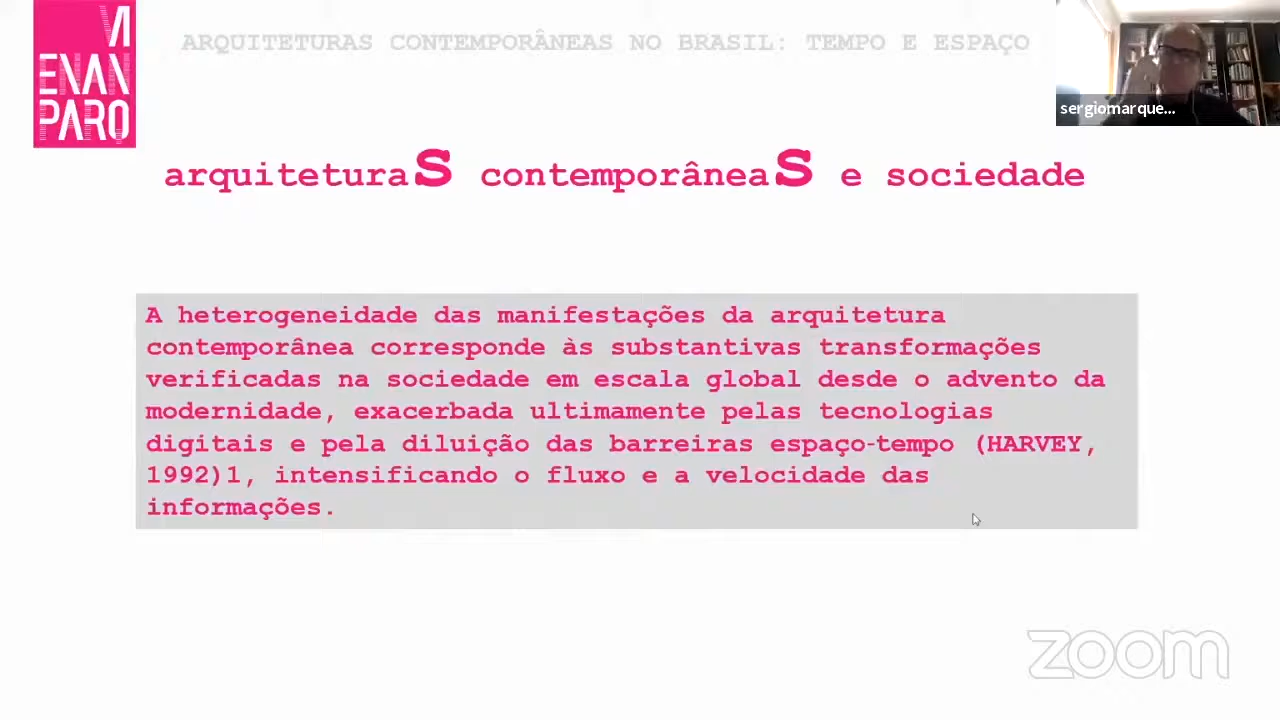 VI
ENAN
PARQ
ARQUITETURAS CONTEMPORÂNEAS NO BRASIL: TEMPO E ESPAÇO
sergiomarque...
arquiteturaS contemporâneaS e sociedade
A heterogeneidade das manifestações da arquitetura
contemporânea corresponde às substantivas transformações
verificadas na sociedade em escala global desde o advento da
modernidade, exacerbada ultimamente pelas tecnologias
digitais e pela diluição das barreiras espaço-tempo (HARVEY,
1992)1, intensificando o fluxo e a velocidade das
informações.
zoom